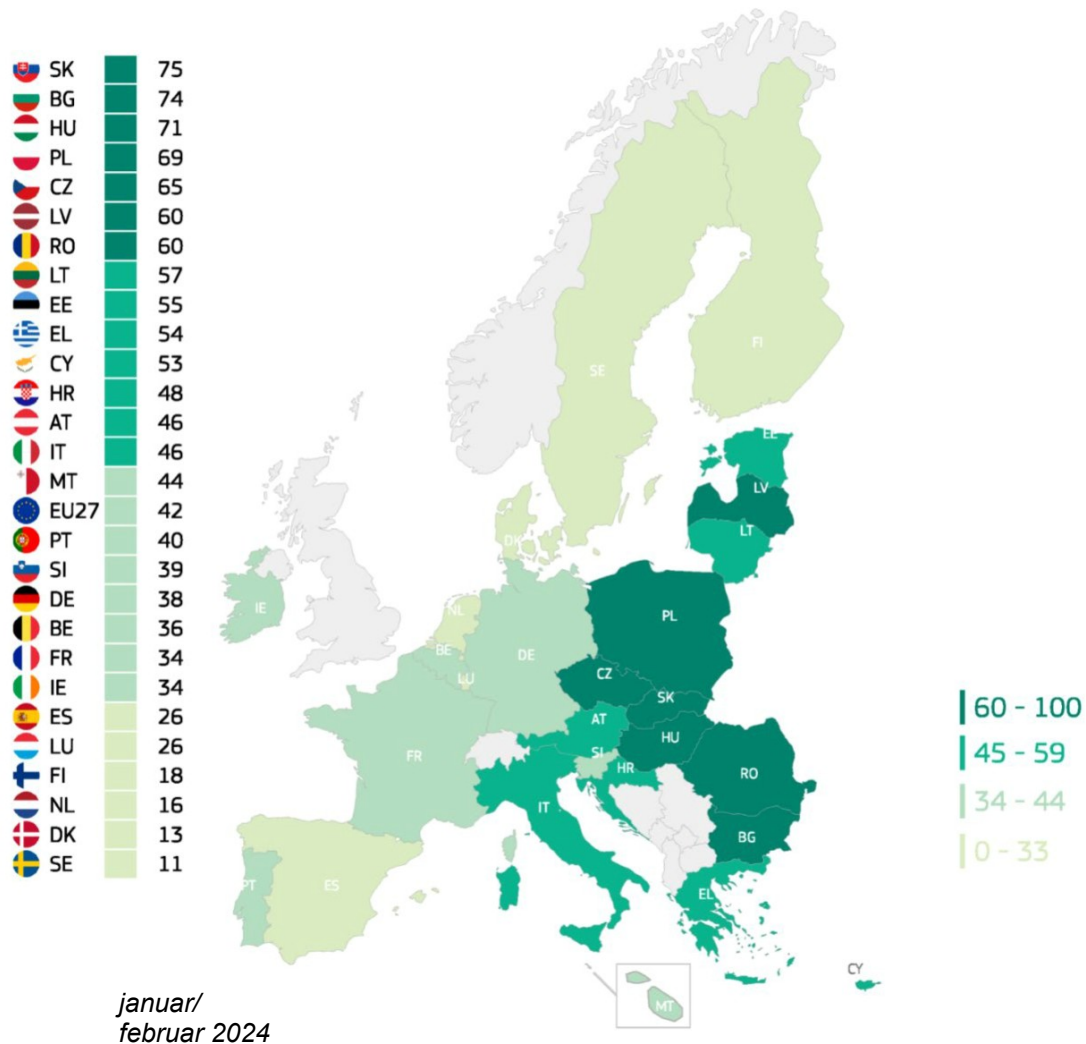 SK 75
BG 74
HU 71
PL 69
CZ 65
LV 60
RO 60
LT 57
EE 55
EL 54
CY 53
HR 48
AT 46
IT 46
MT 44
EU27 42
PT 40
SI 39
DE 38
BE 36
FR 34
IE 34
ES 26
LU 26
FI 18
NL 16
DK 13
SE 11
FI
SE
EE
LV
LT
DK
IE
NL
PL
BE
DE
LU
CZ
SK
AT
HU
SI
HR
FR
RO
IT
BG
PT
ES
EL
CY
MT
60 - 100
45 - 59
34 - 44
0 - 33
januar/
februar 2024